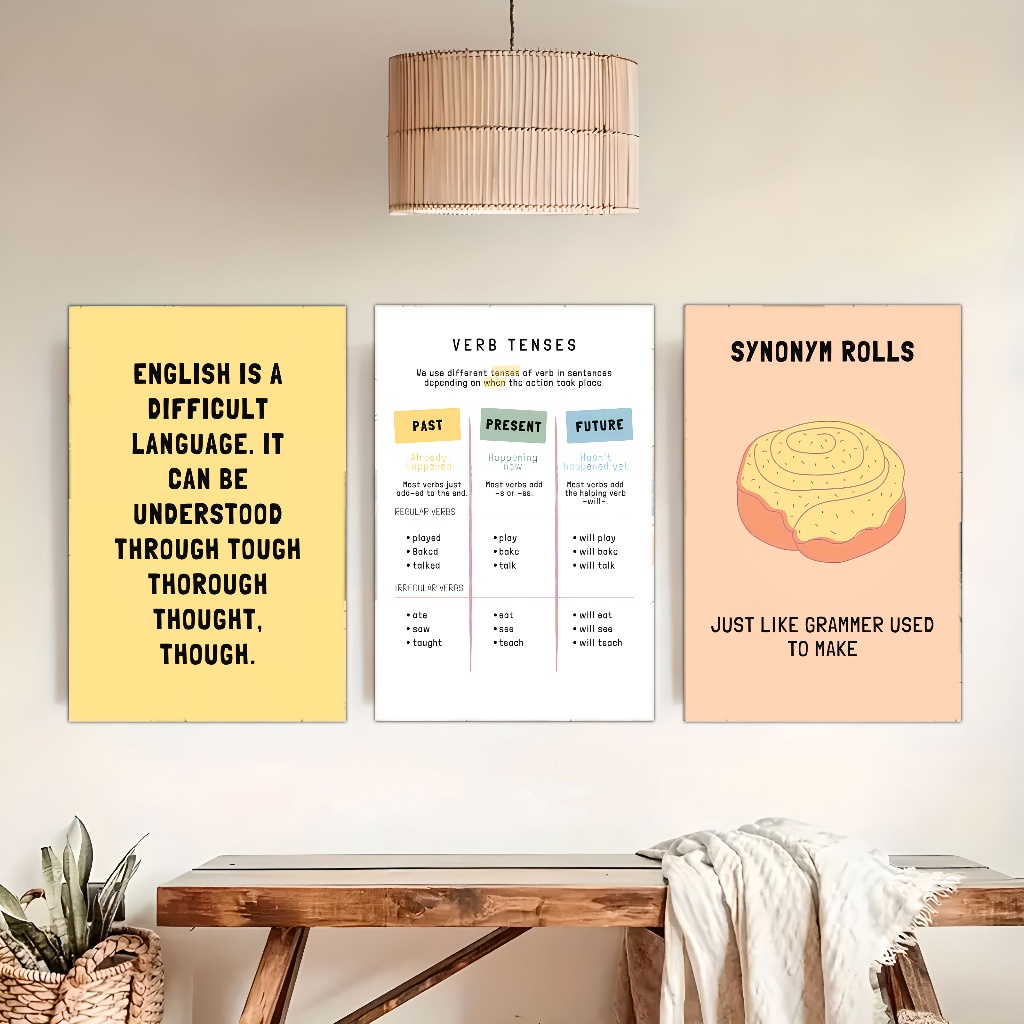 ENGLISH IS A
DIFFICULT
LANGUAGE. IT
CAN BE
UNDERSTOOD
THROUGH TOUGH
THOROUGH
THOUGHT,
THOUGH.
VERB TENSES
We use different tenses of verb in sentences
depending on when the action took place.
PAST
Already
happened
Most verbs just
add-ed to the end.
PRESENT
Happening
now
Most verbs add
-s or -es.
FUTURE
Hasn't
happened yet
Most verbs add
the helping verb
-will-.
REGULAR VERBS
• played
• Baked
• talked
• play
• bake
• talk
• will play
• will bake
• will talk
IRREGULAR VERBS
• ate
• saw
• taught
• eat
• see
• teach
• will eat
• will see
• will teach
SYNONYM ROLLS
JUST LIKE GRAMMER USED
TO MAKE